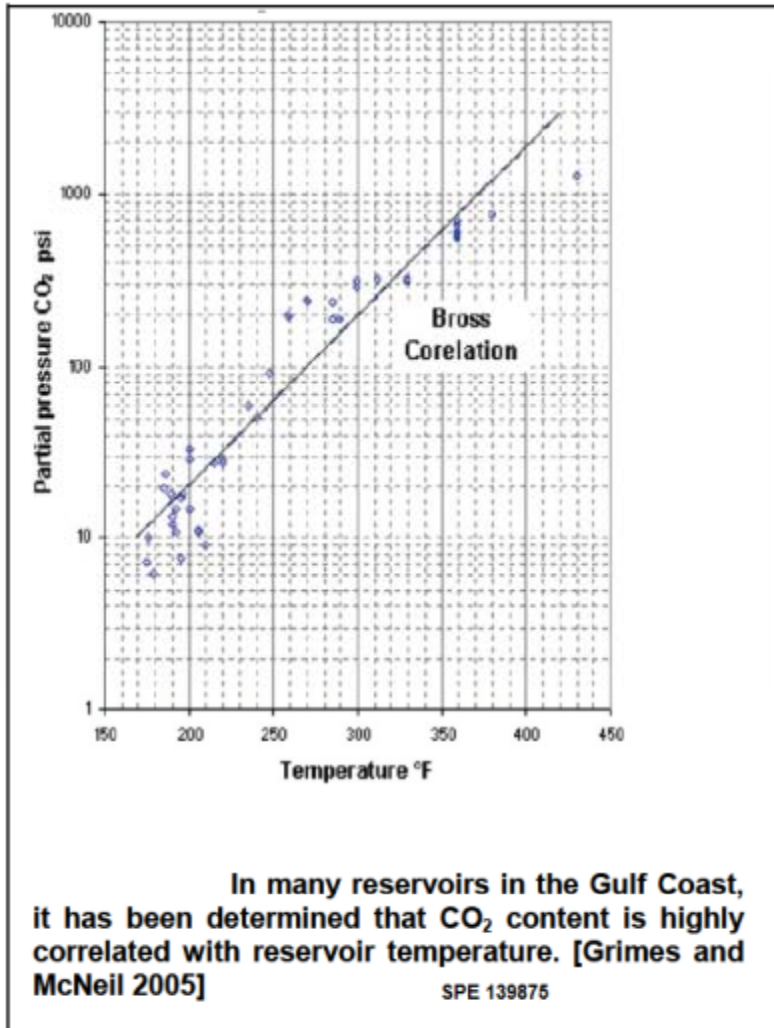 10000
1000
100
10
1
Partial pressure CO₂ psi
Bross
Corelation
150 200 250 300 350 400 450
Temperature °F
In many reservoirs in the Gulf Coast,
it has been determined that CO₂ content is highly
correlated with reservoir temperature. [Grimes and
McNeil 2005] SPE 139875